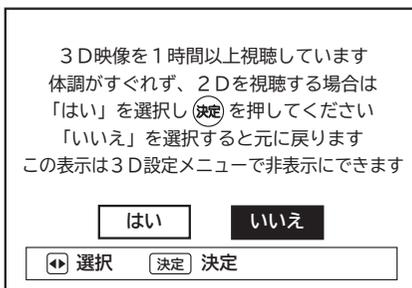 ３Ｄ映像を１時間以上視聴しています
体調がすぐれず、２Ｄを視聴する場合は
「はい」を選択し決定を押してください
「いいえ」を選択すると元に戻ります
この表示は３Ｄ設定メニューで非表示にできます
はい いいえ
選択 決定 決定